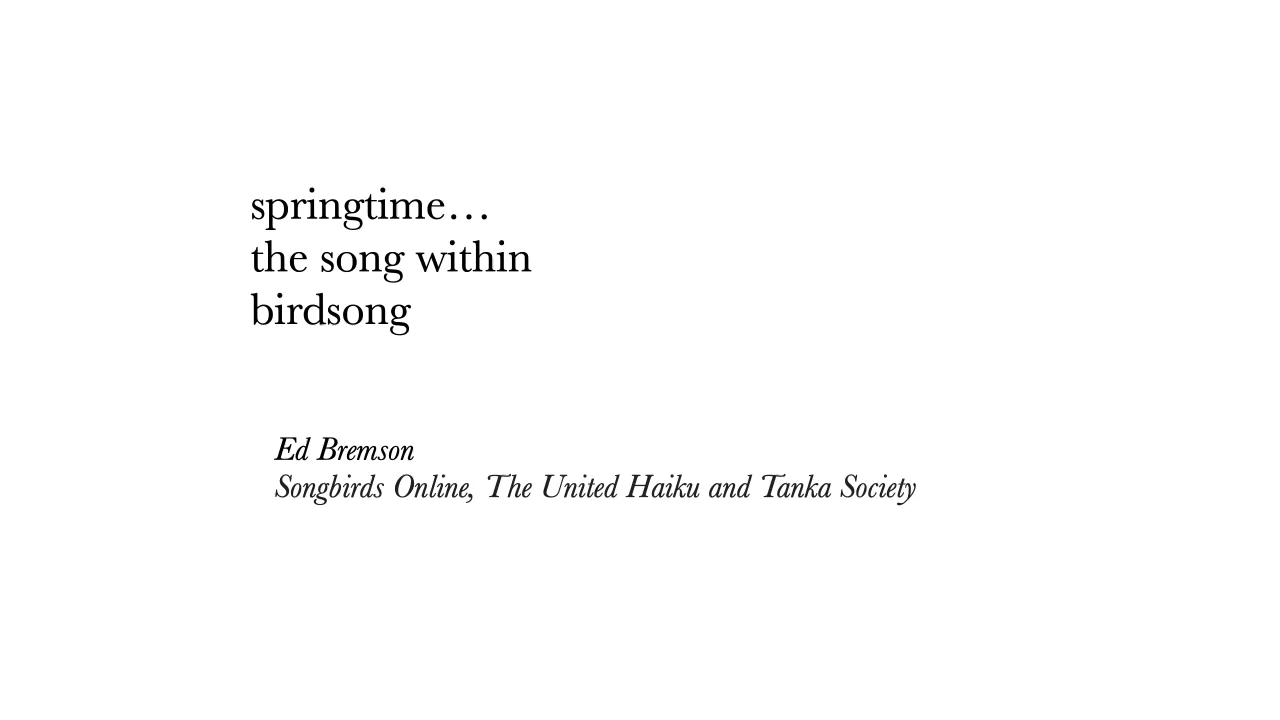 springtime…
the song within
birdsong
Ed Bremson
Songbirds Online, The United Haiku and Tanka Society